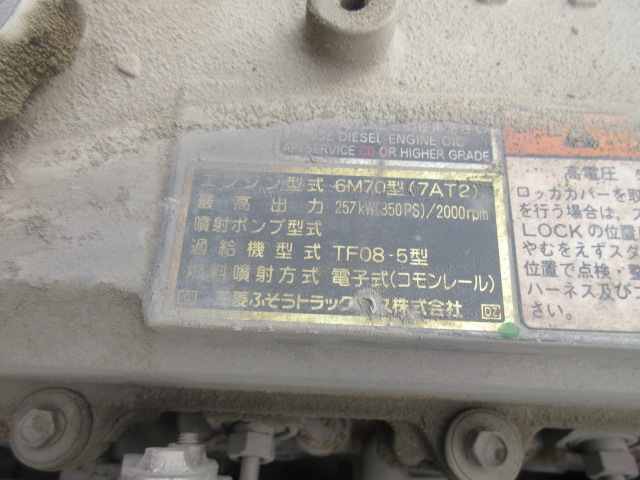 USE DIESEL ENGINE OIL
API SERVICE CD OR HIGHER GRADE
エンジン型式 6M70型(7AT2)
最高出力 257kW(350PS)/2000rpm
噴射ポンプ型式
過給機型式 TF08-5型
燃料噴射方式 電子式(コモンレール)
三菱ふそうトラック・バス株式会社 DZ
高電圧
ロッカカバーを取
を行う場合は、
LOCKの位置
やむをえずスタ
位置で点検・
ハーネス及び
さい。